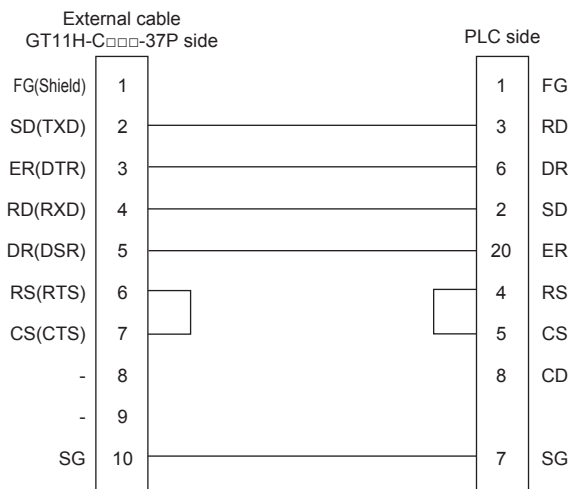 External cable
GT11H-C□□□-37P side
PLC side
FG(Shield) 1 1 FG
SD(TXD) 2 3 RD
ER(DTR) 3 6 DR
RD(RXD) 4 2 SD
DR(DSR) 5 20 ER
RS(RTS) 6 4 RS
CS(CTS) 7 5 CS
- 8 8 CD
- 9
SG 10 7 SG